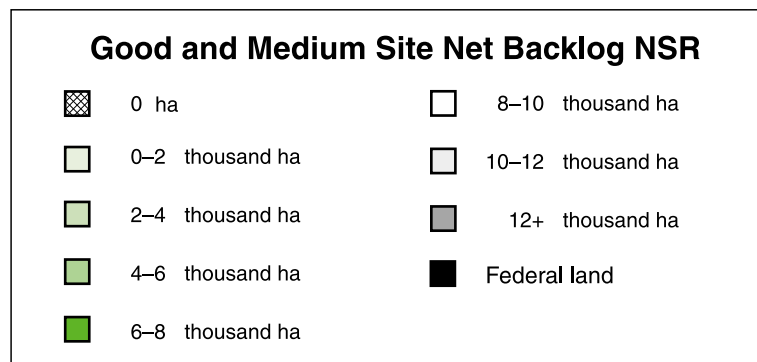 Good and Medium Site Net Backlog NSR
0 ha
0–2 thousand ha
2–4 thousand ha
4–6 thousand ha
6–8 thousand ha
8–10 thousand ha
10–12 thousand ha
12+ thousand ha
Federal land